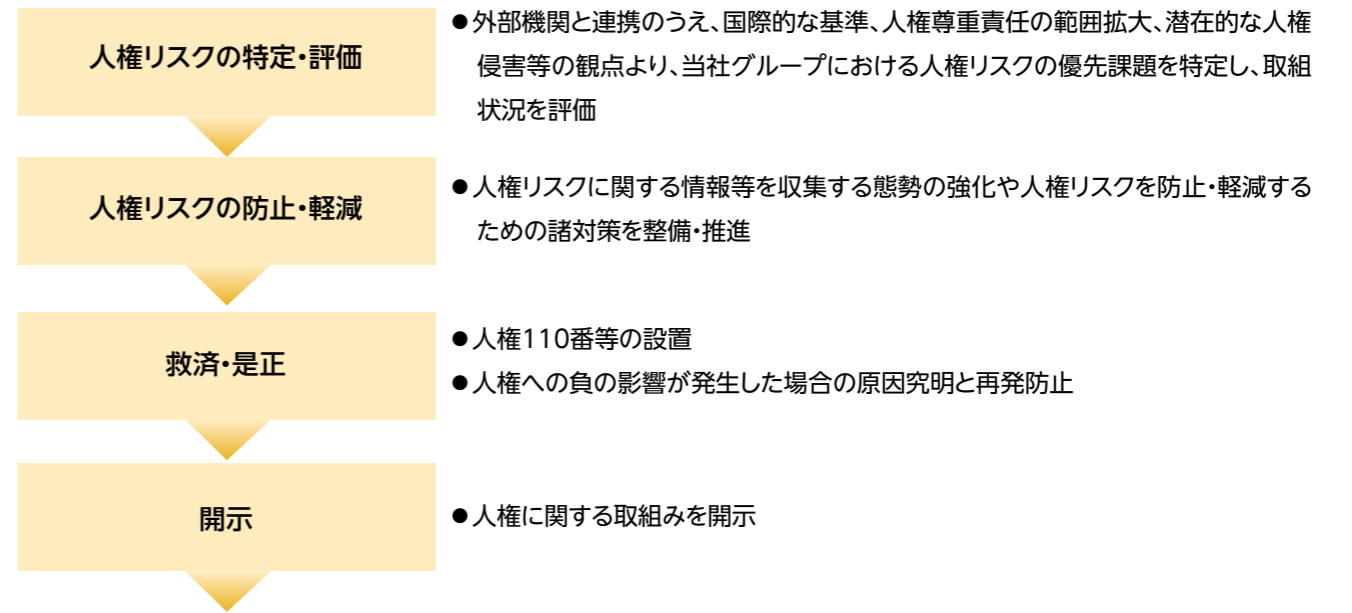 人権リスクの特定・評価
●外部機関と連携のうえ、国際的な基準、人権尊重責任の範囲拡大、潜在的な人権
侵害等の観点より、当社グループにおける人権リスクの優先課題を特定し、取組
状況を評価
人権リスクの防止・軽減
●人権リスクに関する情報等を収集する態勢の強化や人権リスクを防止・軽減する
ための諸対策を整備・推進
救済・是正
●人権110番等の設置
●人権への負の影響が発生した場合の原因究明と再発防止
開示
●人権に関する取組みを開示